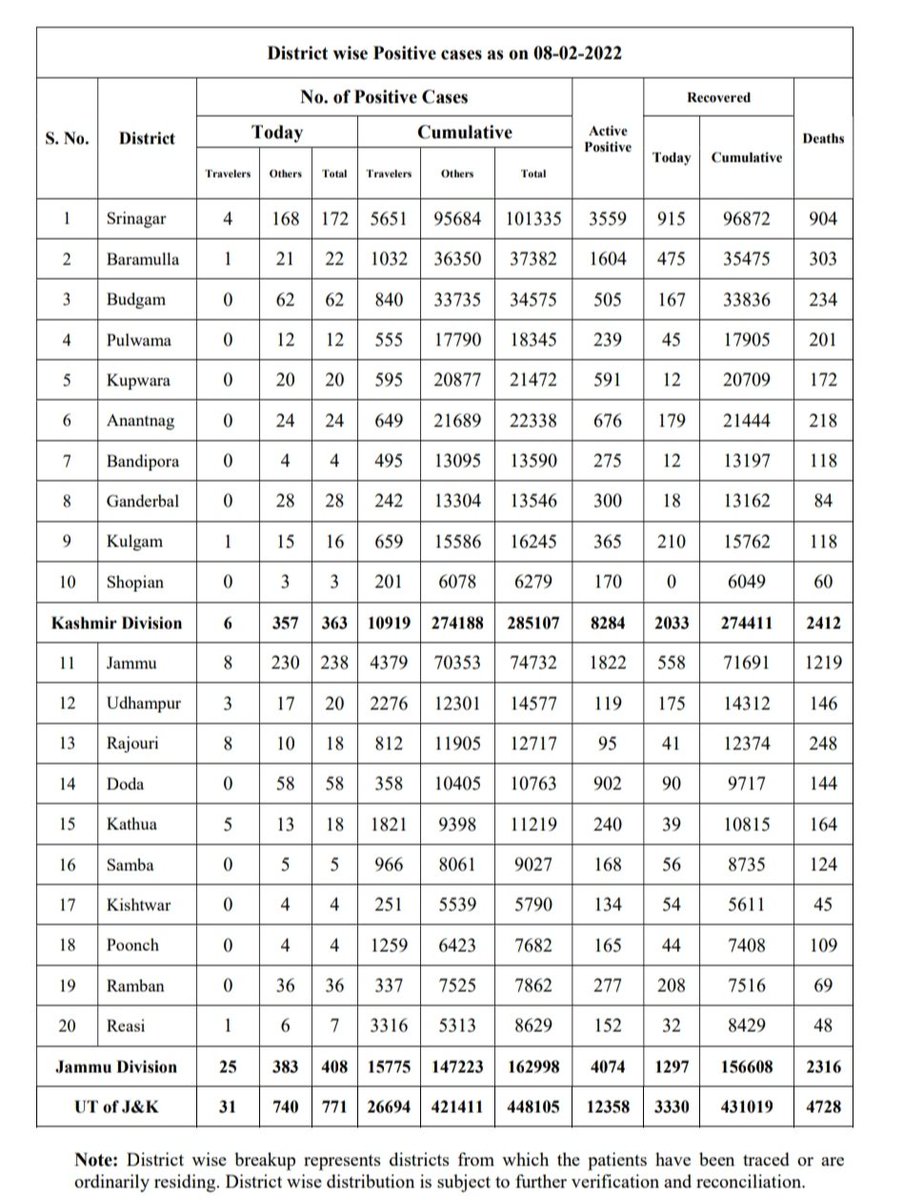 District wise Positive cases as on 08-02-2022
S. No. District No. of Positive Cases Active Positive Recovered Deaths
Today Cumulative Today Cumulative
Travelers Others Total Travelers Others Total
1 Srinagar 4 168 172 5651 95684 101335 3559 915 96872 904
2 Baramulla 1 21 22 1032 36350 37382 1604 475 35475 303
3 Budgam 0 62 62 840 33735 34575 505 167 33836 234
4 Pulwama 0 12 12 555 17790 18345 239 45 17905 201
5 Kupwara 0 20 20 595 20877 21472 591 12 20709 172
6 Anantnag 0 24 24 649 21689 22338 676 179 21444 218
7 Bandipora 0 4 4 495 13095 13590 275 12 13197 118
8 Ganderbal 0 28 28 242 13304 13546 300 18 13162 84
9 Kulgam 1 15 16 659 15586 16245 365 210 15762 118
10 Shopian 0 3 3 201 6078 6279 170 0 6049 60
Kashmir Division 6 357 363 10919 274188 285107 8284 2033 274411 2412
11 Jammu 8 230 238 4379 70353 74732 1822 558 71691 1219
12 Udhampur 3 17 20 2276 12301 14577 119 175 14312 146
13 Rajouri 8 10 18 812 11905 12717 95 41 12374 248
14 Doda 0 58 58 358 10405 10763 902 90 9717 144
15 Kathua 5 13 18 1821 9398 11219 240 39 10815 164
16 Samba 0 5 5 966 8061 9027 168 56 8735 124
17 Kishtwar 0 4 4 251 5539 5790 134 54 5611 45
18 Poonch 0 4 4 1259 6423 7682 165 44 7408 109
19 Ramban 0 36 36 337 7525 7862 277 208 7516 69
20 Reasi 1 6 7 3316 5313 8629 152 32 8429 48
Jammu Division 25 383 408 15775 147223 162998 4074 1297 156608 2316
UT of J&K 31 740 771 26694 421411 448105 12358 3330 431019 4728
Note: District wise breakup represents districts from which the patients have been traced or are
ordinarily residing. District wise distribution is subject to further verification and reconciliation.